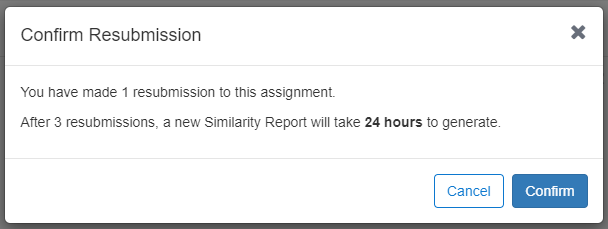 Confirm Resubmission
You have made 1 resubmission to this assignment.
After 3 resubmissions, a new Similarity Report will take 24 hours to generate.
Cancel Confirm